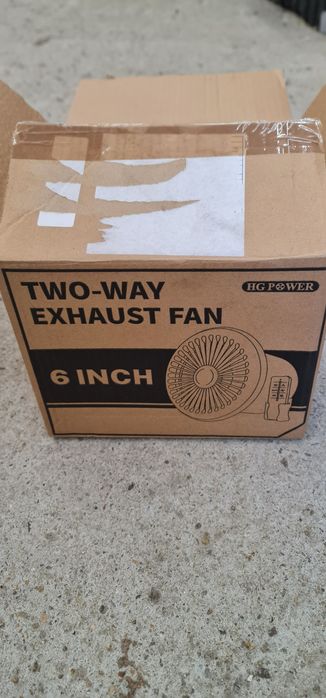 TWO-WAY
EXHAUST FAN
HG POWER
6 INCH